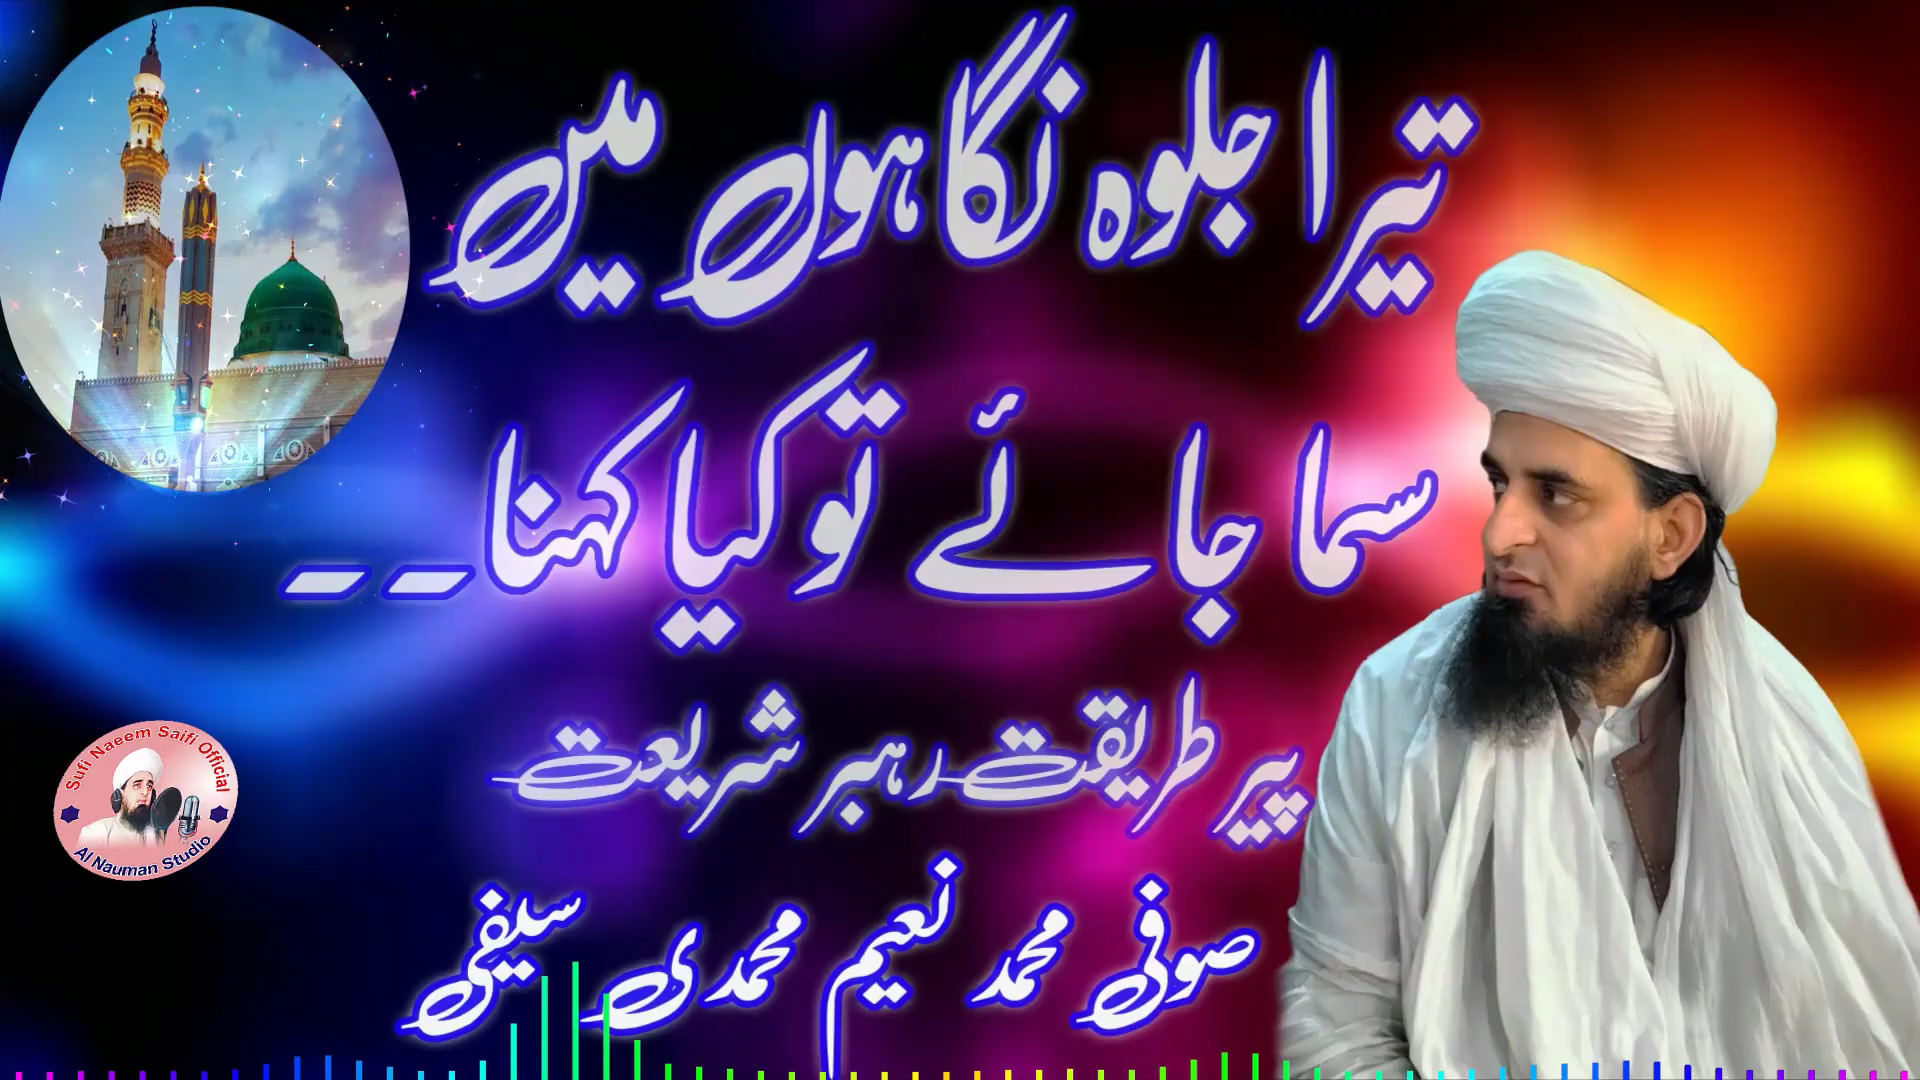 تیرا جلوہ نگاہوں میں
سما جائے تو کیا کہنا۔۔
پیر طریقت رہبر شریعت
صوفی محمد نعیم محمدی سیفی
Sufi Naeem Saifi Official
Al Nauman Studio